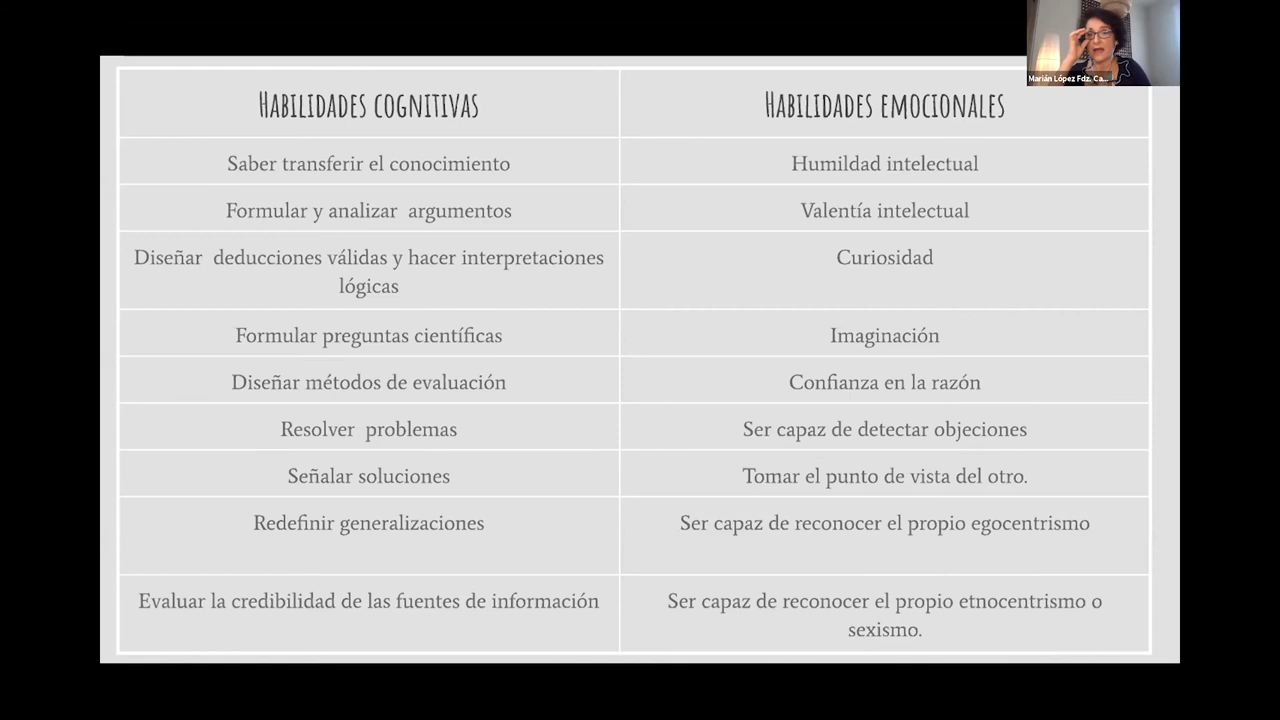 Marián López Fdz. Ca...
HABILIDADES COGNITIVAS
HABILIDADES EMOCIONALES
Saber transferir el conocimiento
Humildad intelectual
Formular y analizar argumentos
Valentía intelectual
Diseñar deducciones válidas y hacer interpretaciones
lógicas
Curiosidad
Formular preguntas científicas
Imaginación
Diseñar métodos de evaluación
Confianza en la razón
Resolver problemas
Ser capaz de detectar objeciones
Señalar soluciones
Tomar el punto de vista del otro.
Redefinir generalizaciones
Ser capaz de reconocer el propio egocentrismo
Evaluar la credibilidad de las fuentes de información
Ser capaz de reconocer el propio etnocentrismo o
sexismo.